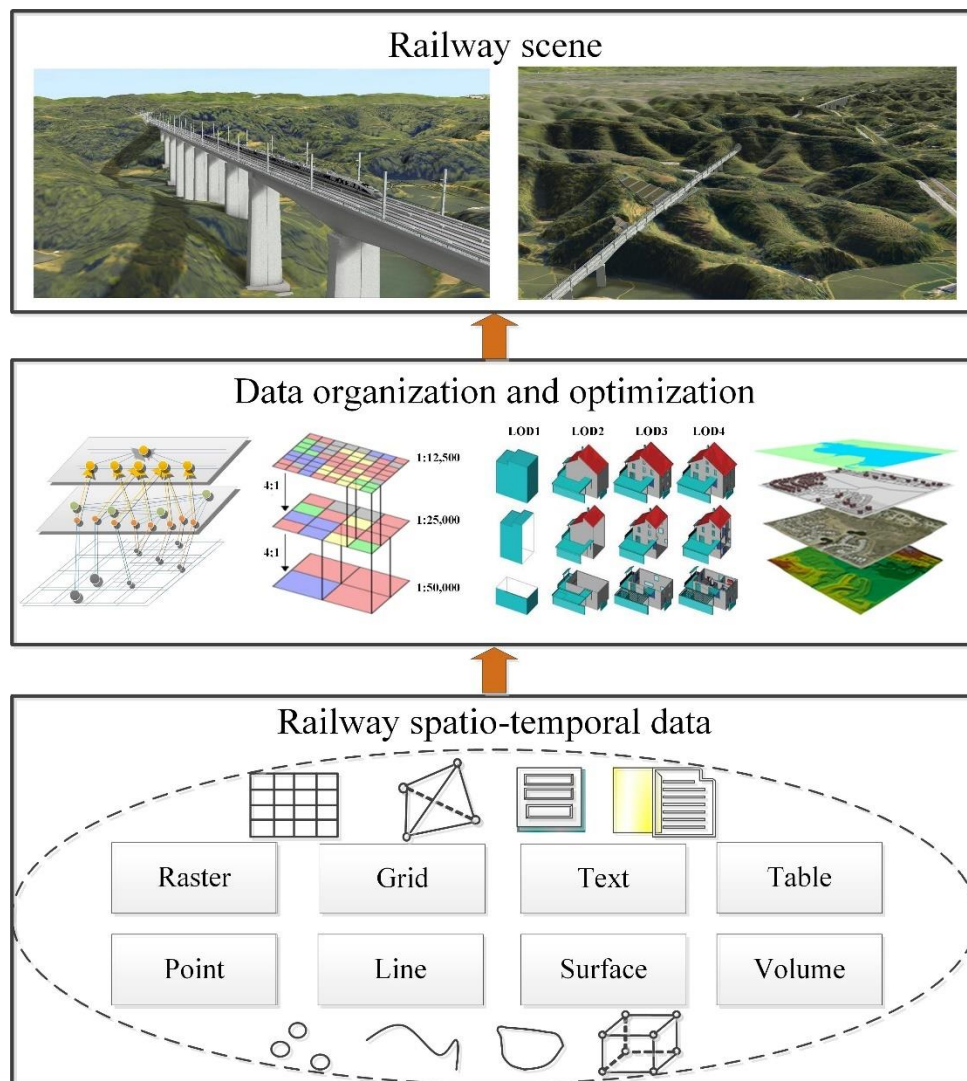 Railway scene
Data organization and optimization
LOD1 LOD2 LOD3 LOD4
1:12,500
4:1
1:25,000
4:1
1:50,000
Railway spatio-temporal data
Raster Grid Text Table
Point Line Surface Volume